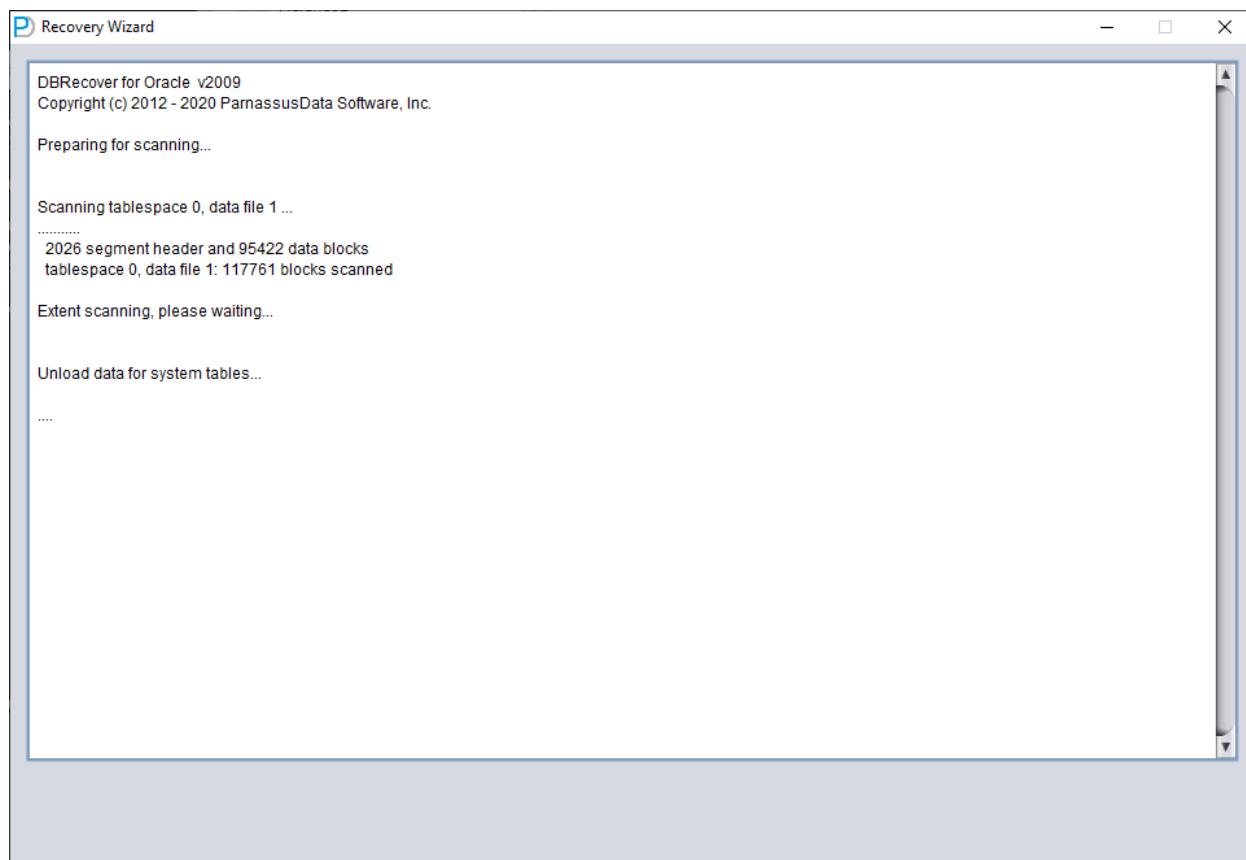 Recovery Wizard
DBRecover for Oracle v2009
Copyright (c) 2012 - 2020 ParnassusData Software, Inc.
Preparing for scanning...
Scanning tablespace 0, data file 1 ...
...........
2026 segment header and 95422 data blocks
tablespace 0, data file 1: 117761 blocks scanned
Extent scanning, please waiting...
Unload data for system tables...
....